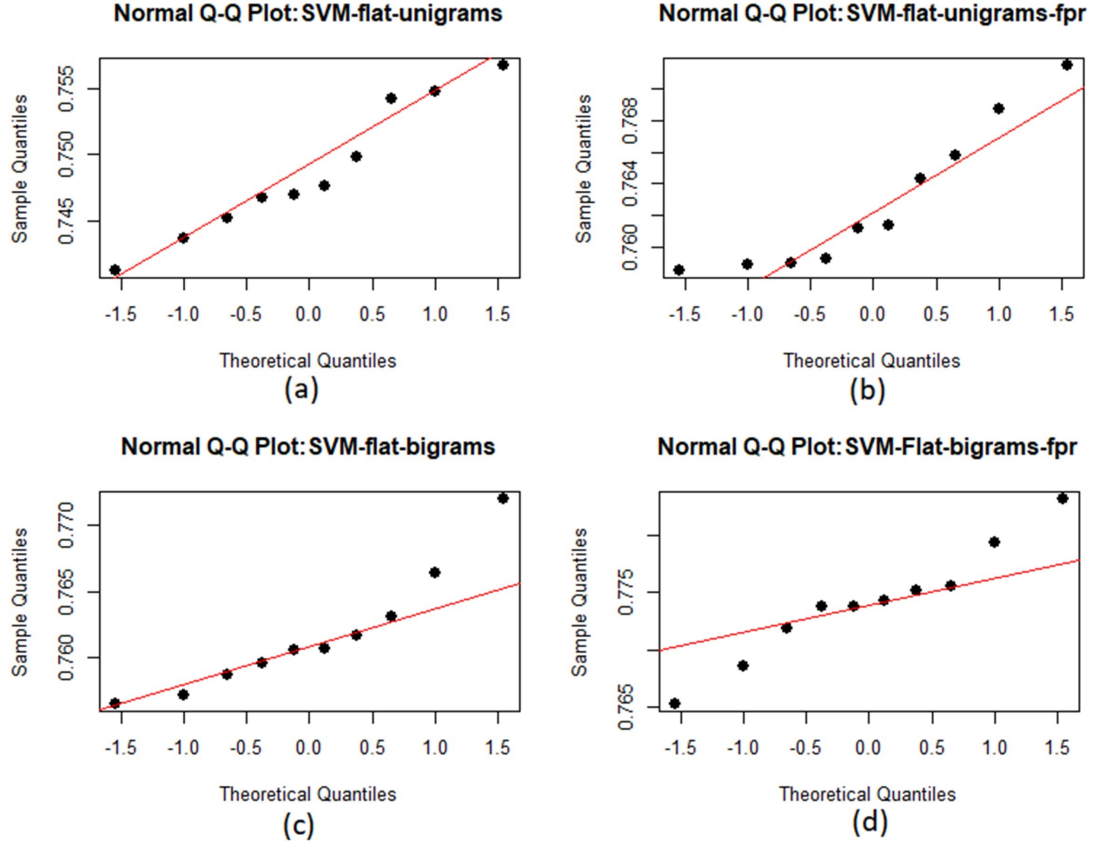 Normal Q-Q Plot: SVM-flat-unigrams
Sample Quantiles
0.755
0.750
0.745
-1.5 -1.0 -0.5 0.0 0.5 1.0 1.5
Theoretical Quantiles
(a)
Normal Q-Q Plot: SVM-flat-unigrams-fpr
Sample Quantiles
0.768
0.764
0.760
-1.5 -1.0 -0.5 0.0 0.5 1.0 1.5
Theoretical Quantiles
(b)
Normal Q-Q Plot: SVM-flat-bigrams
Sample Quantiles
0.770
0.765
0.760
-1.5 -1.0 -0.5 0.0 0.5 1.0 1.5
Theoretical Quantiles
(c)
Normal Q-Q Plot: SVM-Flat-bigrams-fpr
Sample Quantiles
0.775
0.765
-1.5 -1.0 -0.5 0.0 0.5 1.0 1.5
Theoretical Quantiles
(d)